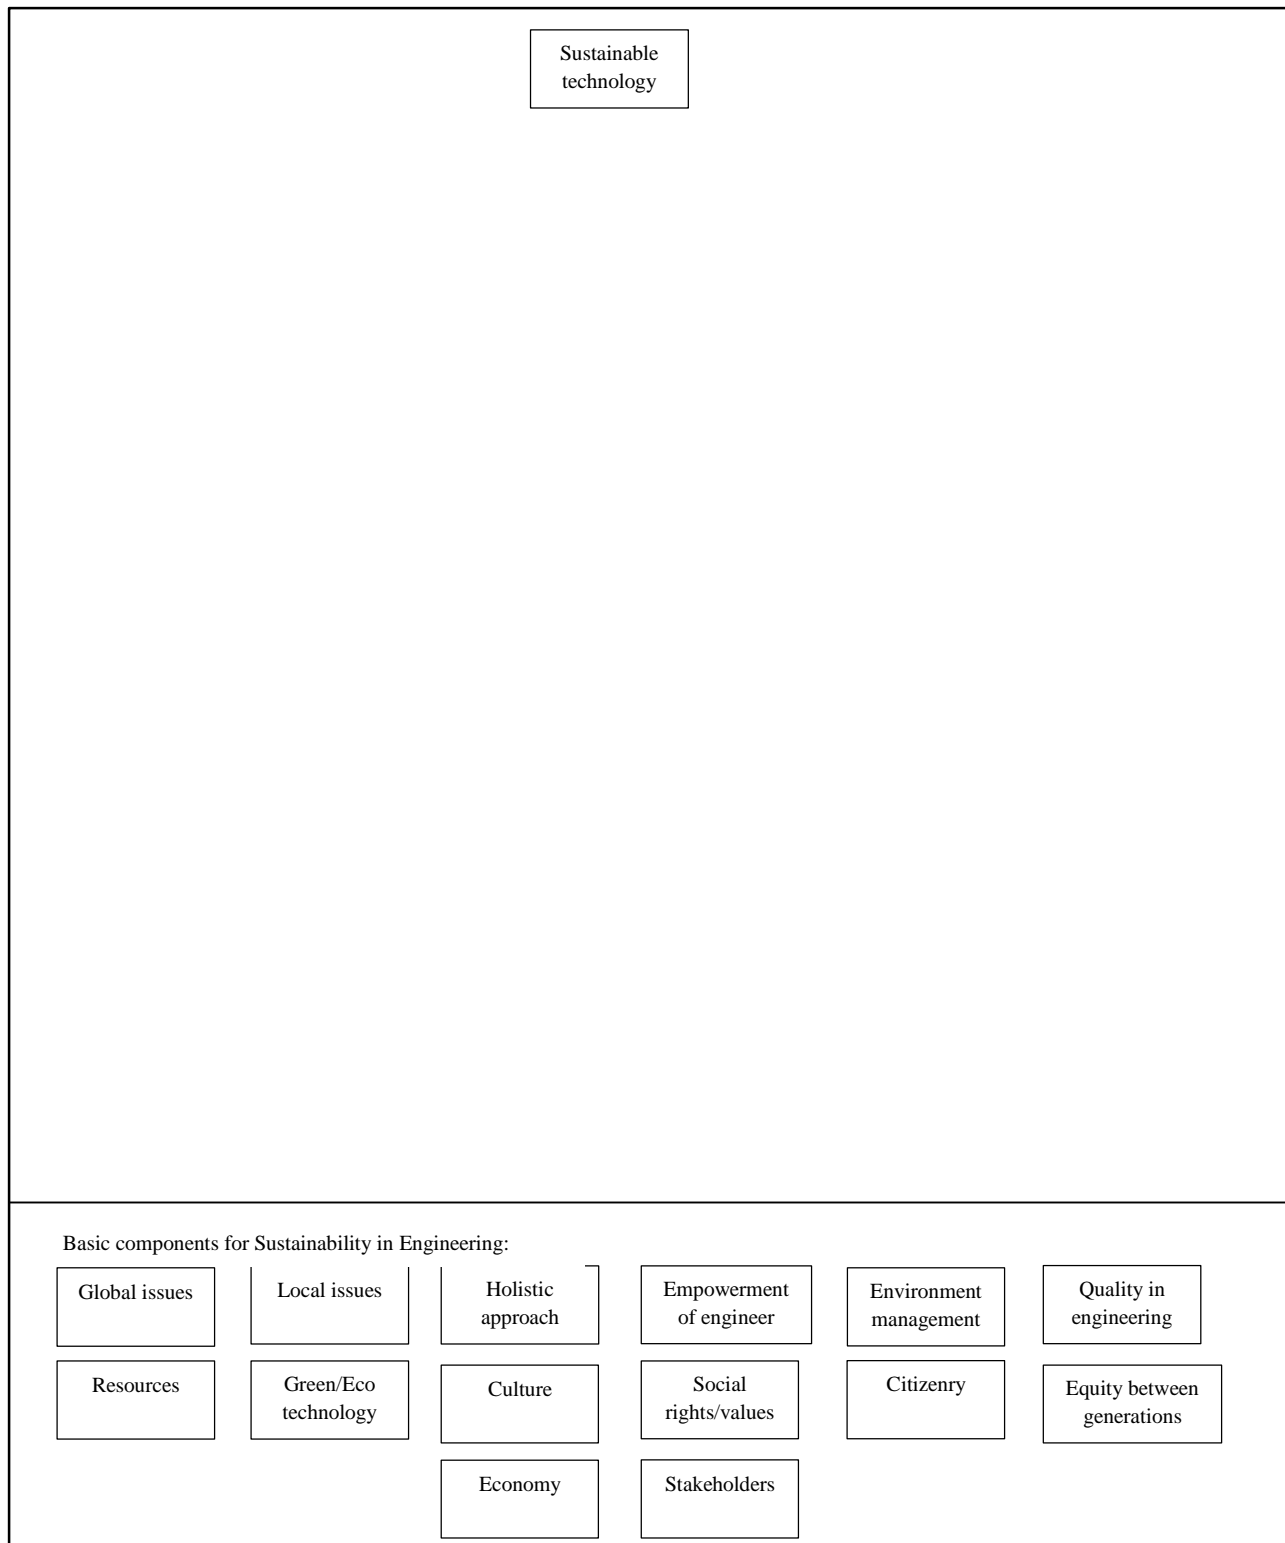 Sustainable
technology
Basic components for Sustainability in Engineering:
Global issues
Local issues
Holistic
approach
Empowerment
of engineer
Environment
management
Quality in
engineering
Resources
Green/Eco
technology
Culture
Social
rights/values
Citizenry
Equity between
generations
Economy
Stakeholders